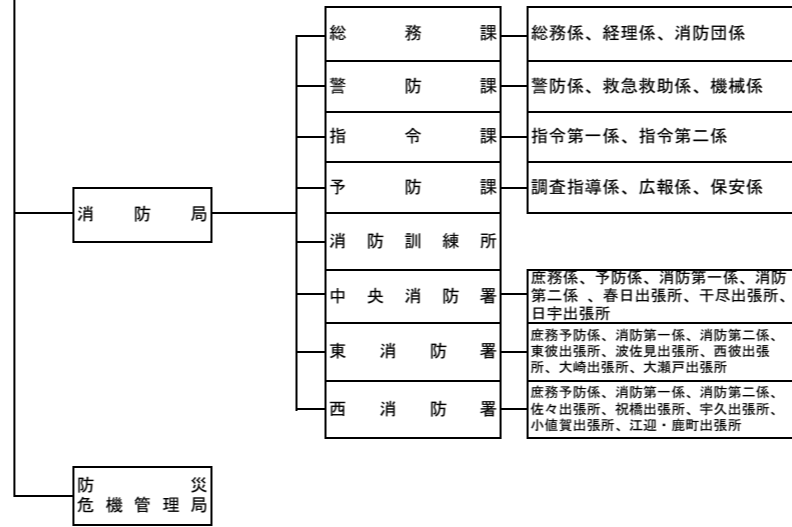 総務課
総務係、経理係、消防団係
警防課
警防係、救急救助係、機械係
指令課
指令第一係、指令第二係
予防課
調査指導係、広報係、保安係
消防局
消防訓練所
中央消防署
庶務係、予防係、消防第一係、消防
第二係 、春日出張所、干尽出張所、
日宇出張所
東消防署
庶務予防係、消防第一係、消防第二係、
東彼出張所、波佐見出張所、西彼出張
所、大崎出張所、大瀬戸出張所
西消防署
庶務予防係、消防第一係、消防第二係、
佐々出張所、祝橋出張所、宇久出張所、
小値賀出張所、江迎・鹿町出張所
防災
危機管理局